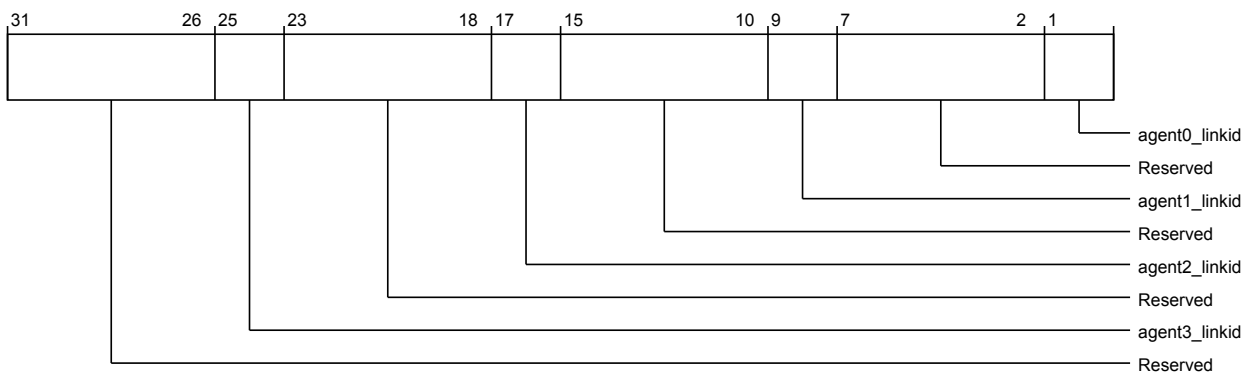 31 26 25 23 18 17 15 10 9 7 2 1
agent0_linkid
Reserved
agent1_linkid
Reserved
agent2_linkid
Reserved
agent3_linkid
Reserved